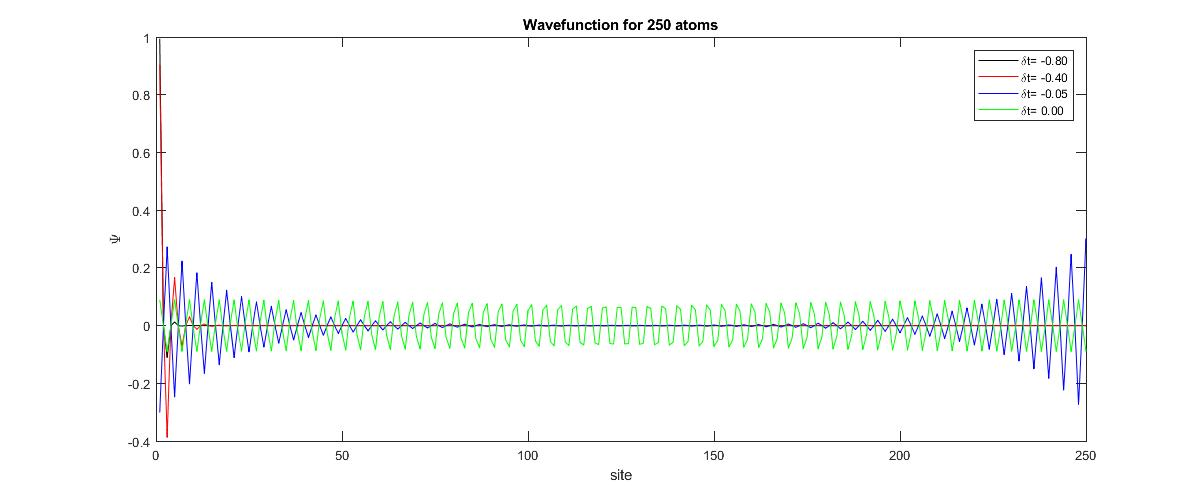 Wavefunction for 250 atoms
δt= -0.80
δt= -0.40
δt= -0.05
δt= 0.00
1
0.8
0.6
0.4
0.2
0
-0.2
-0.4
Ψ
0 50 100 150 200 250
site